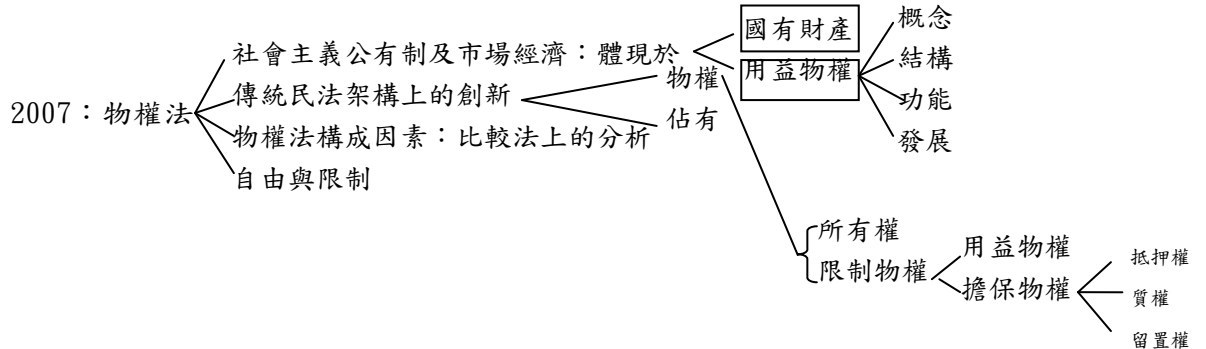 2007：物權法
社會主義公有制及市場經濟：體現於
國有財產
用益物權
概念
結構
功能
發展
傳統民法架構上的創新
物權
佔有
物權法構成因素：比較法上的分析
自由與限制
所有權
限制物權
用益物權
擔保物權
抵押權
質權
留置權